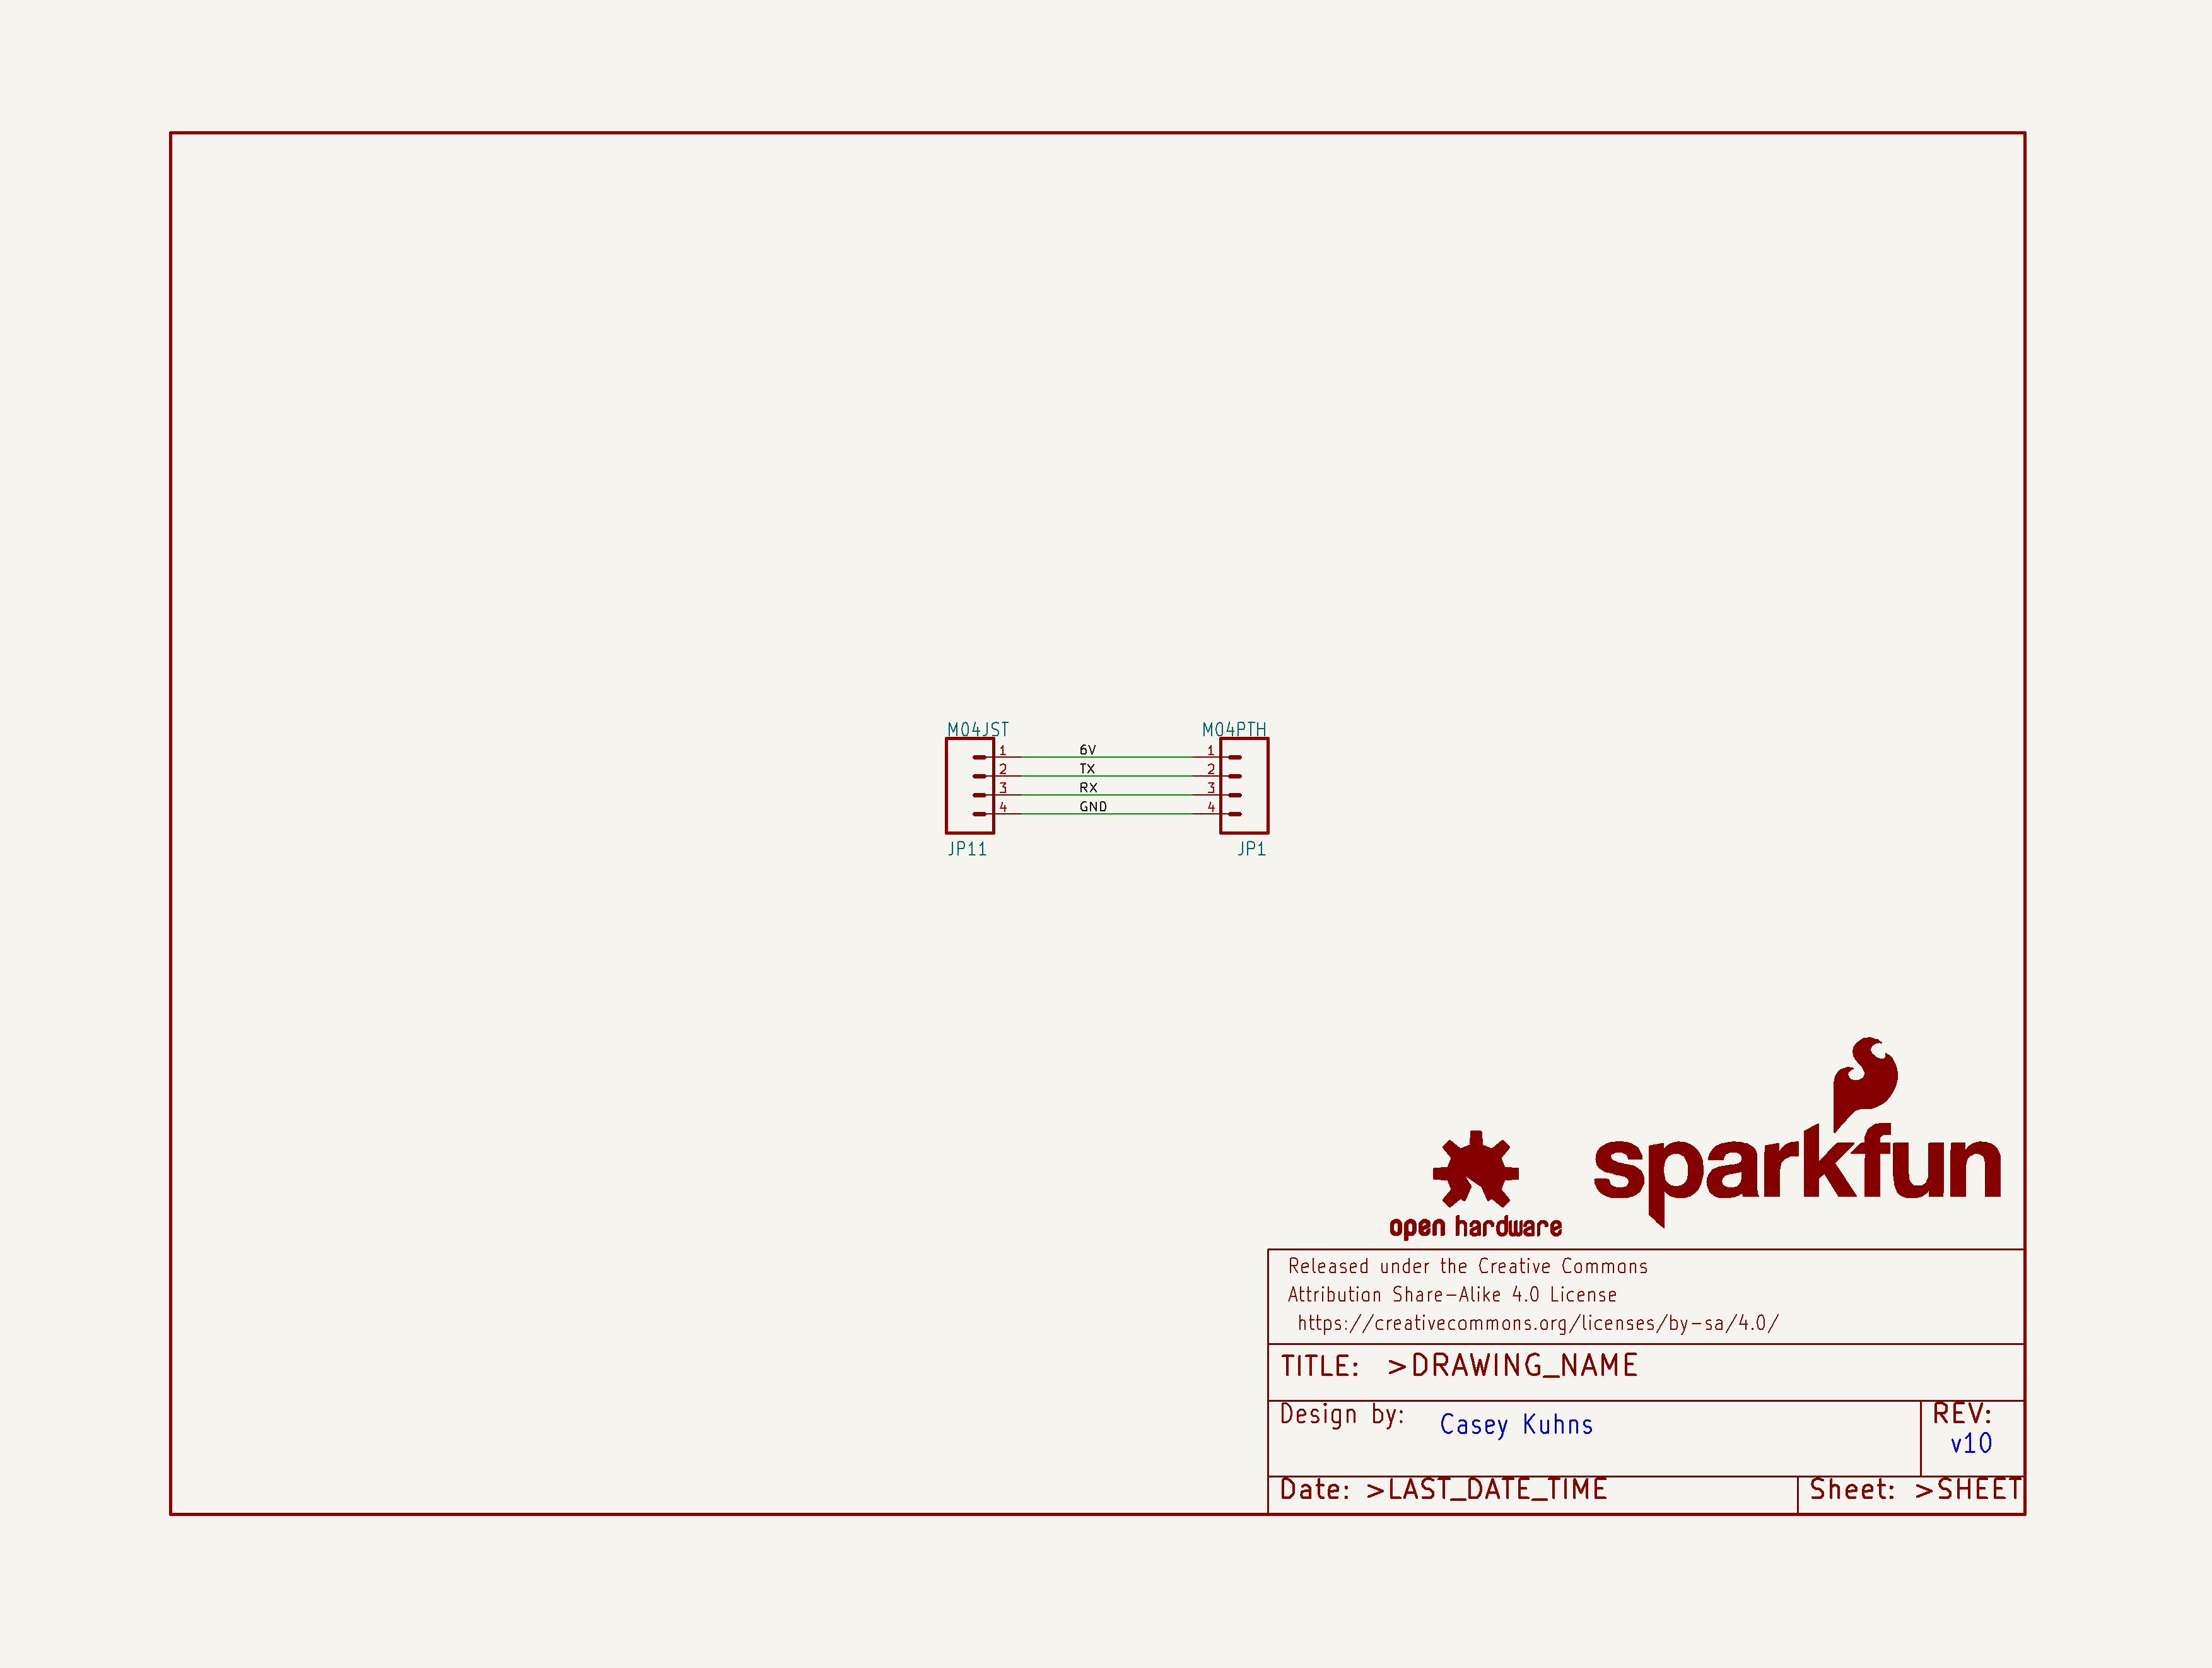 M04JST M04PTH
1 6V 1
2 TX 2
3 RX 3
4 GND 4
JP11 JP1
open hardware
sparkfun
Released under the Creative Commons
Attribution Share-Alike 4.0 License
https://creativecommons.org/licenses/by-sa/4.0/
TITLE: >DRAWING_NAME
Design by: Casey Kuhns
REV:
v10
Date: >LAST_DATE_TIME
Sheet: >SHEET